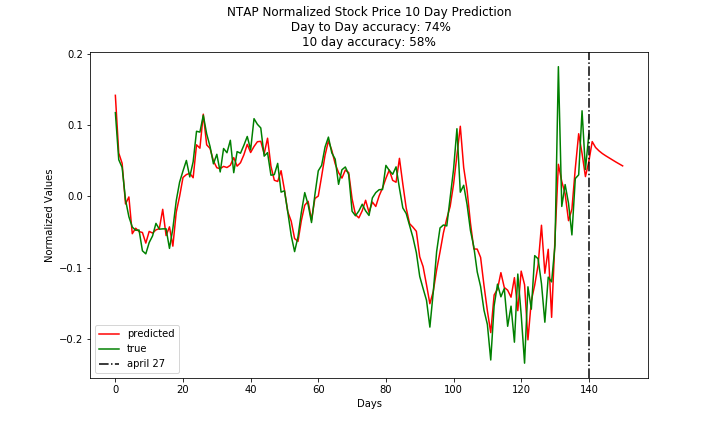 NTAP Normalized Stock Price 10 Day Prediction
Day to Day accuracy: 74%
10 day accuracy: 58%
0.2
0.1
0.0
−0.1
−0.2
Normalized Values
predicted
true
april 27
0 20 40 60 80 100 120 140
Days